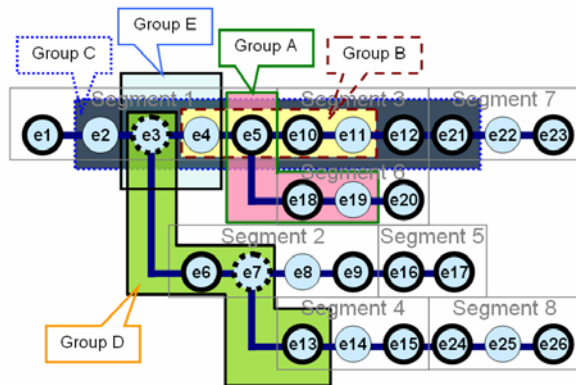 Group E
Group A
Group C
Group B
Segment 1
Segment 3
Segment 7
e1 e2 e3 e4 e5 e10 e11 e12 e21 e22 e23
Segment 6
e18 e19 e20
Segment 2
Segment 5
e6 e7 e8 e9 e16 e17
Segment 4
Segment 8
Group D
e13 e14 e15 e24 e25 e26